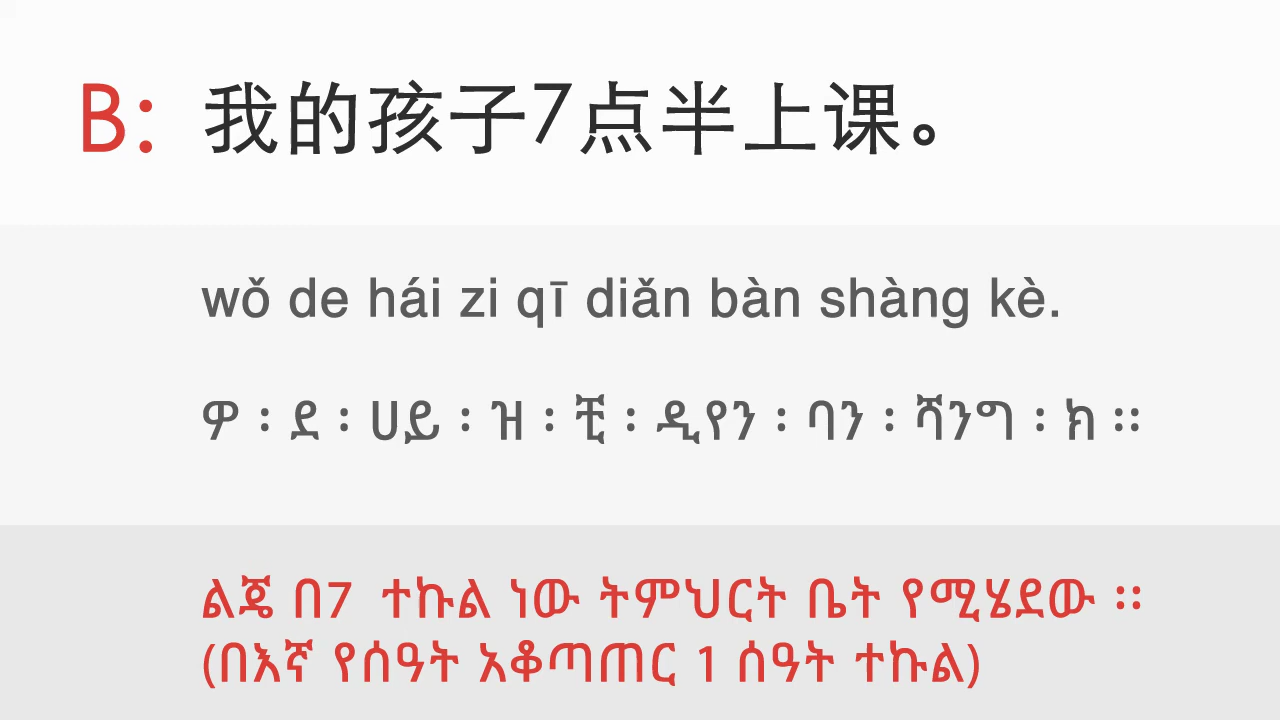 B: 我的孩子7点半上课。
wǒ de hái zi qī diǎn bàn shàng kè.
ዎ ፡ ደ ፡ ሀይ ፡ ዝ ፡ ቺ ፡ ዲየን ፡ ባን ፡ ሻንግ ፡ ክ ።
ልጄ በ7 ተኩል ነው ትምህርት ቤት የሚሄደው ።
(በእኛ የሰዓት አቆጣጠር 1 ሰዓት ተኩል)